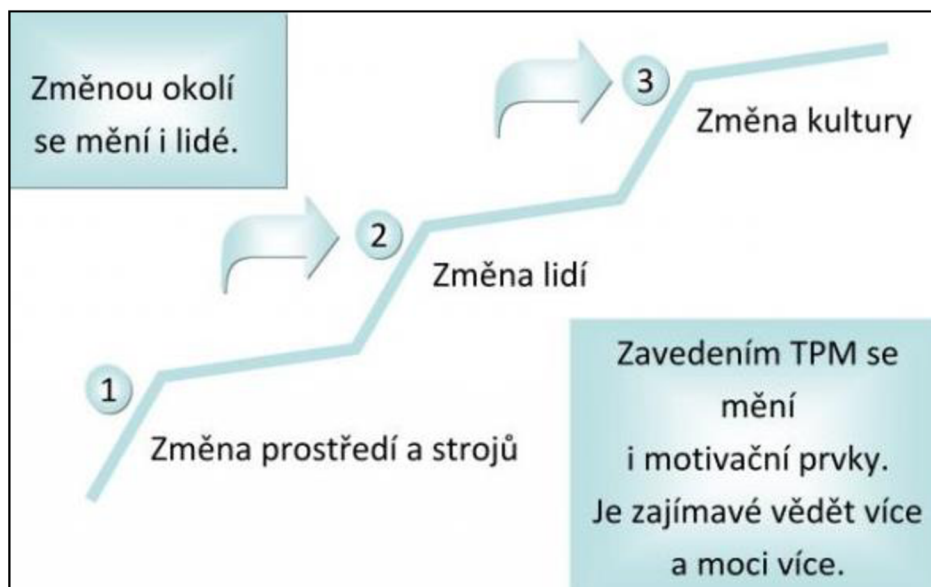 Změnou okolí
se mění i lidé.
3
Změna kultury
2
Změna lidí
1
Změna prostředí a strojů
Zavedením TPM se
mění
i motivační prvky.
Je zajímavé vědět více
a moci více.